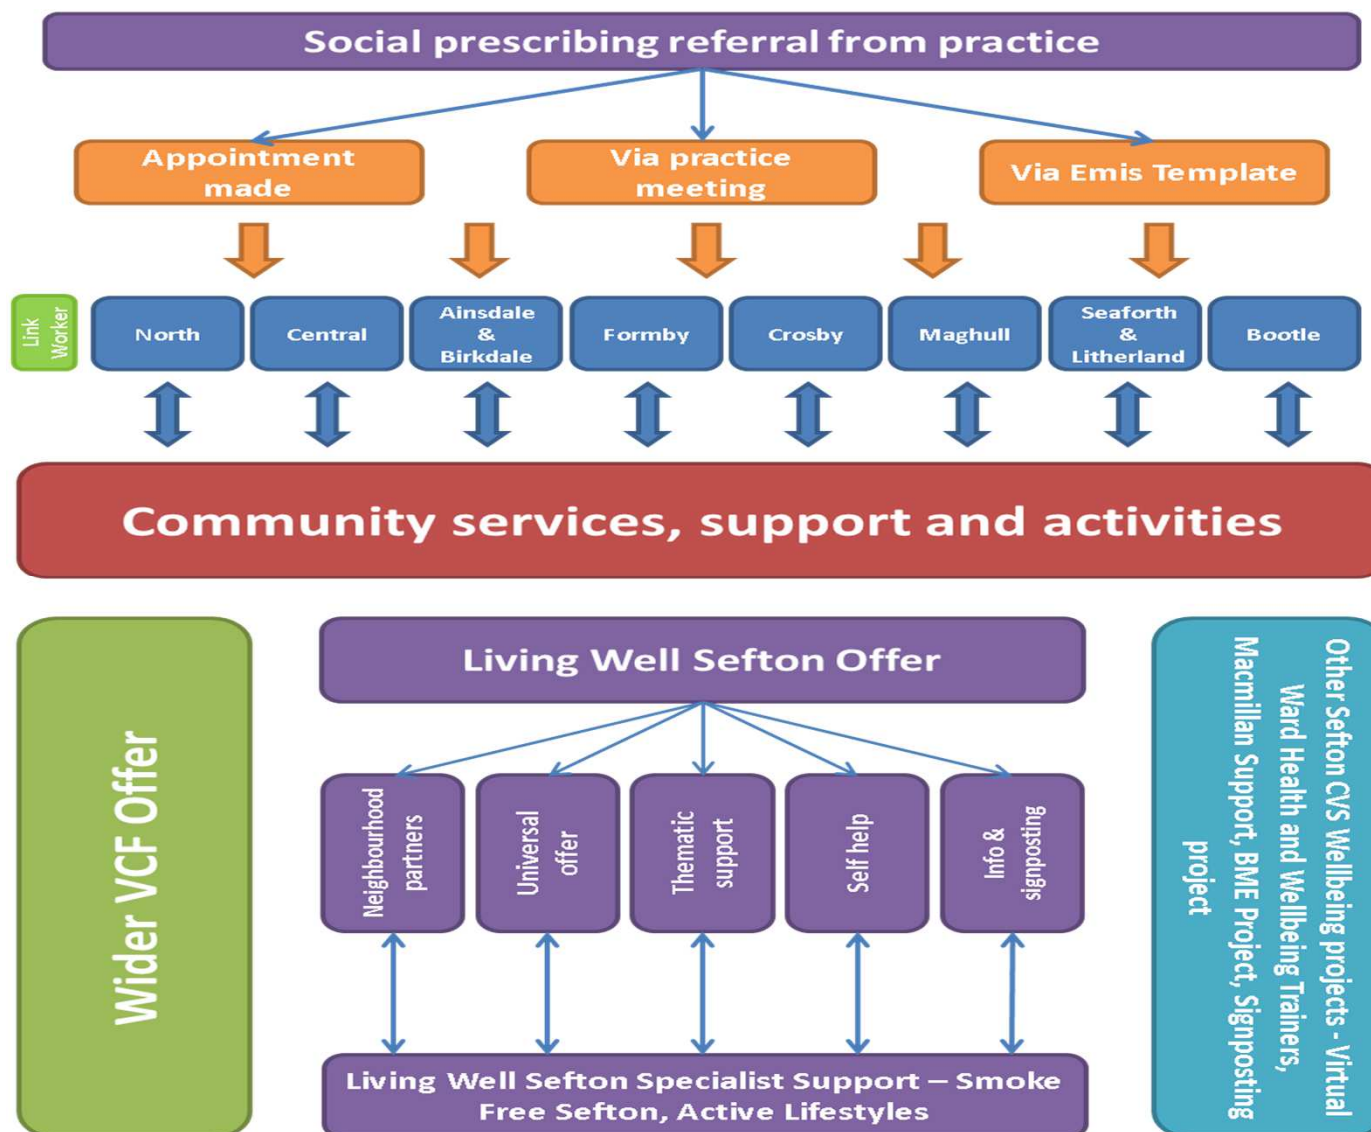 Social prescribing referral from practice
Appointment
made
Via practice
meeting
Via Emis Template
Link
Worker
North
Central
Ainsdale
&
Birkdale
Formby
Crosby
Maghull
Seaforth
&
Litherland
Bootle
Community services, support and activities
Wider VCF Offer
Living Well Sefton Offer
Neighbourhood
partners
Universal
offer
Thematic
support
Self help
Info &
signposting
Living Well Sefton Specialist Support – Smoke
Free Sefton, Active Lifestyles
Other Sefton CVS Wellbeing projects - Virtual
Ward Health and Wellbeing Trainers,
Macmillan Support, BME Project, Signposting
project